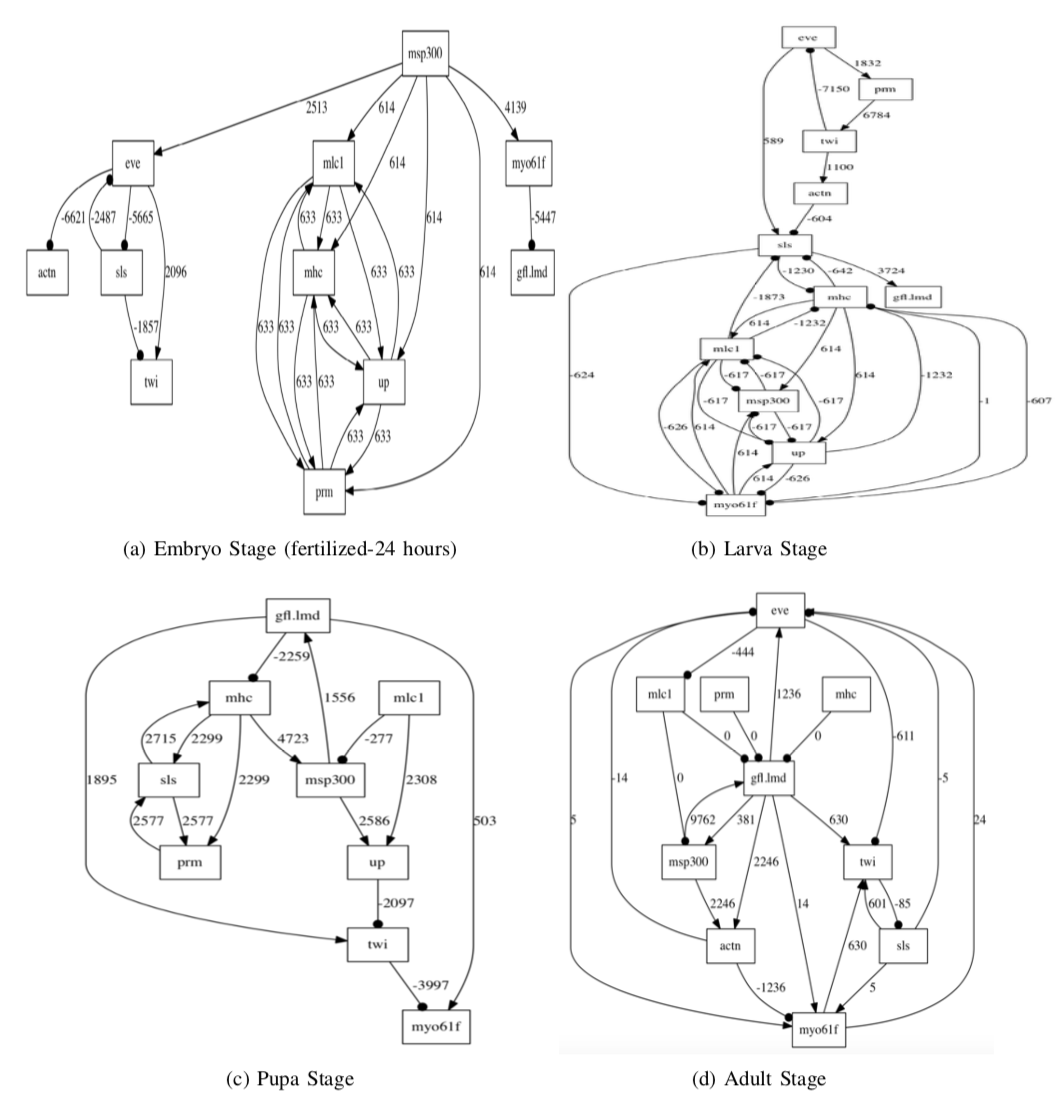 msp300
2513
614
4139
eve
mlc1
614
myo61f
-6621
-2487
-5665
633
633
614
-5447
actn
sls
2096
mhc
633
633
614
gfl.lmd
-1857
633
633
633
633
twi
633
633
up
633
633
prm
(a) Embryo Stage (fertilized-24 hours)
eve
1832
-7150
prm
6784
589
twi
1100
actn
-604
sls
-1230
-642
3724
-1873
mhc
gfl.lmd
614
-1232
mlc1
614
-624
-617
-617
614
-1232
-617
msp300
-617
-1
-607
-626
614
-617
-617
614
up
614
-626
myo61f
(b) Larva Stage
gfl.lmd
-2259
mhc
1556
mlc1
2715
2299
4723
-277
1895
sls
2299
msp300
2308
2577
2577
2586
503
prm
up
-2097
twi
-3997
myo61f
(c) Pupa Stage
eve
-444
mlc1
prm
1236
mhc
0
0
0
-611
-14
0
gfl.lmd
-5
5
9762
381
630
24
msp300
2246
twi
2246
14
601
-85
actn
630
sls
-1236
5
myo61f
(d) Adult Stage